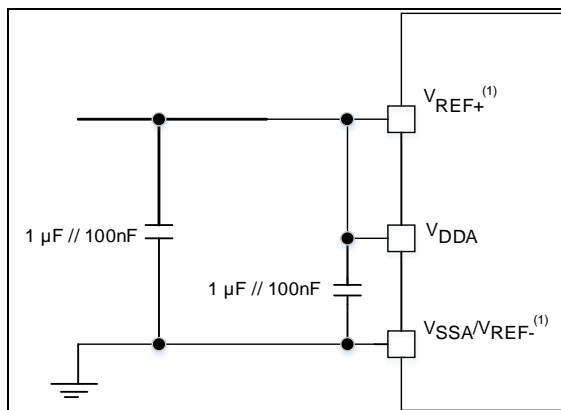 VREF+(1)
1 µF // 100nF
VDDA
1 µF // 100nF
VSSA/VREF-(1)